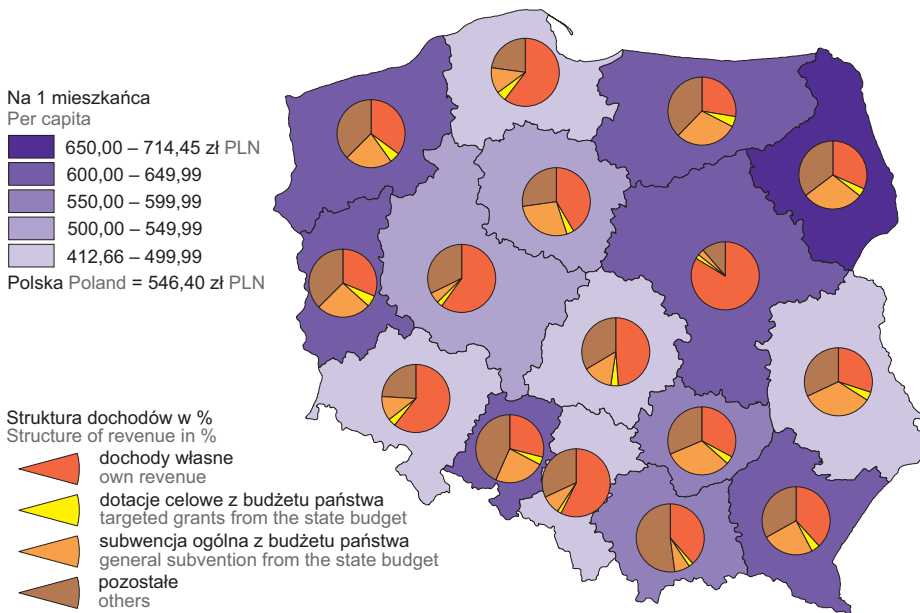 Na 1 mieszkańca
Per capita
650,00 – 714,45 zł PLN
600,00 – 649,99
550,00 – 599,99
500,00 – 549,99
412,66 – 499,99
Polska Poland = 546,40 zł PLN
Struktura dochodów w %
Structure of revenue in %
dochody własne
own revenue
dotacje celowe z budżetu państwa
targeted grants from the state budget
subwencja ogólna z budżetu państwa
general subvention from the state budget
pozostałe
others